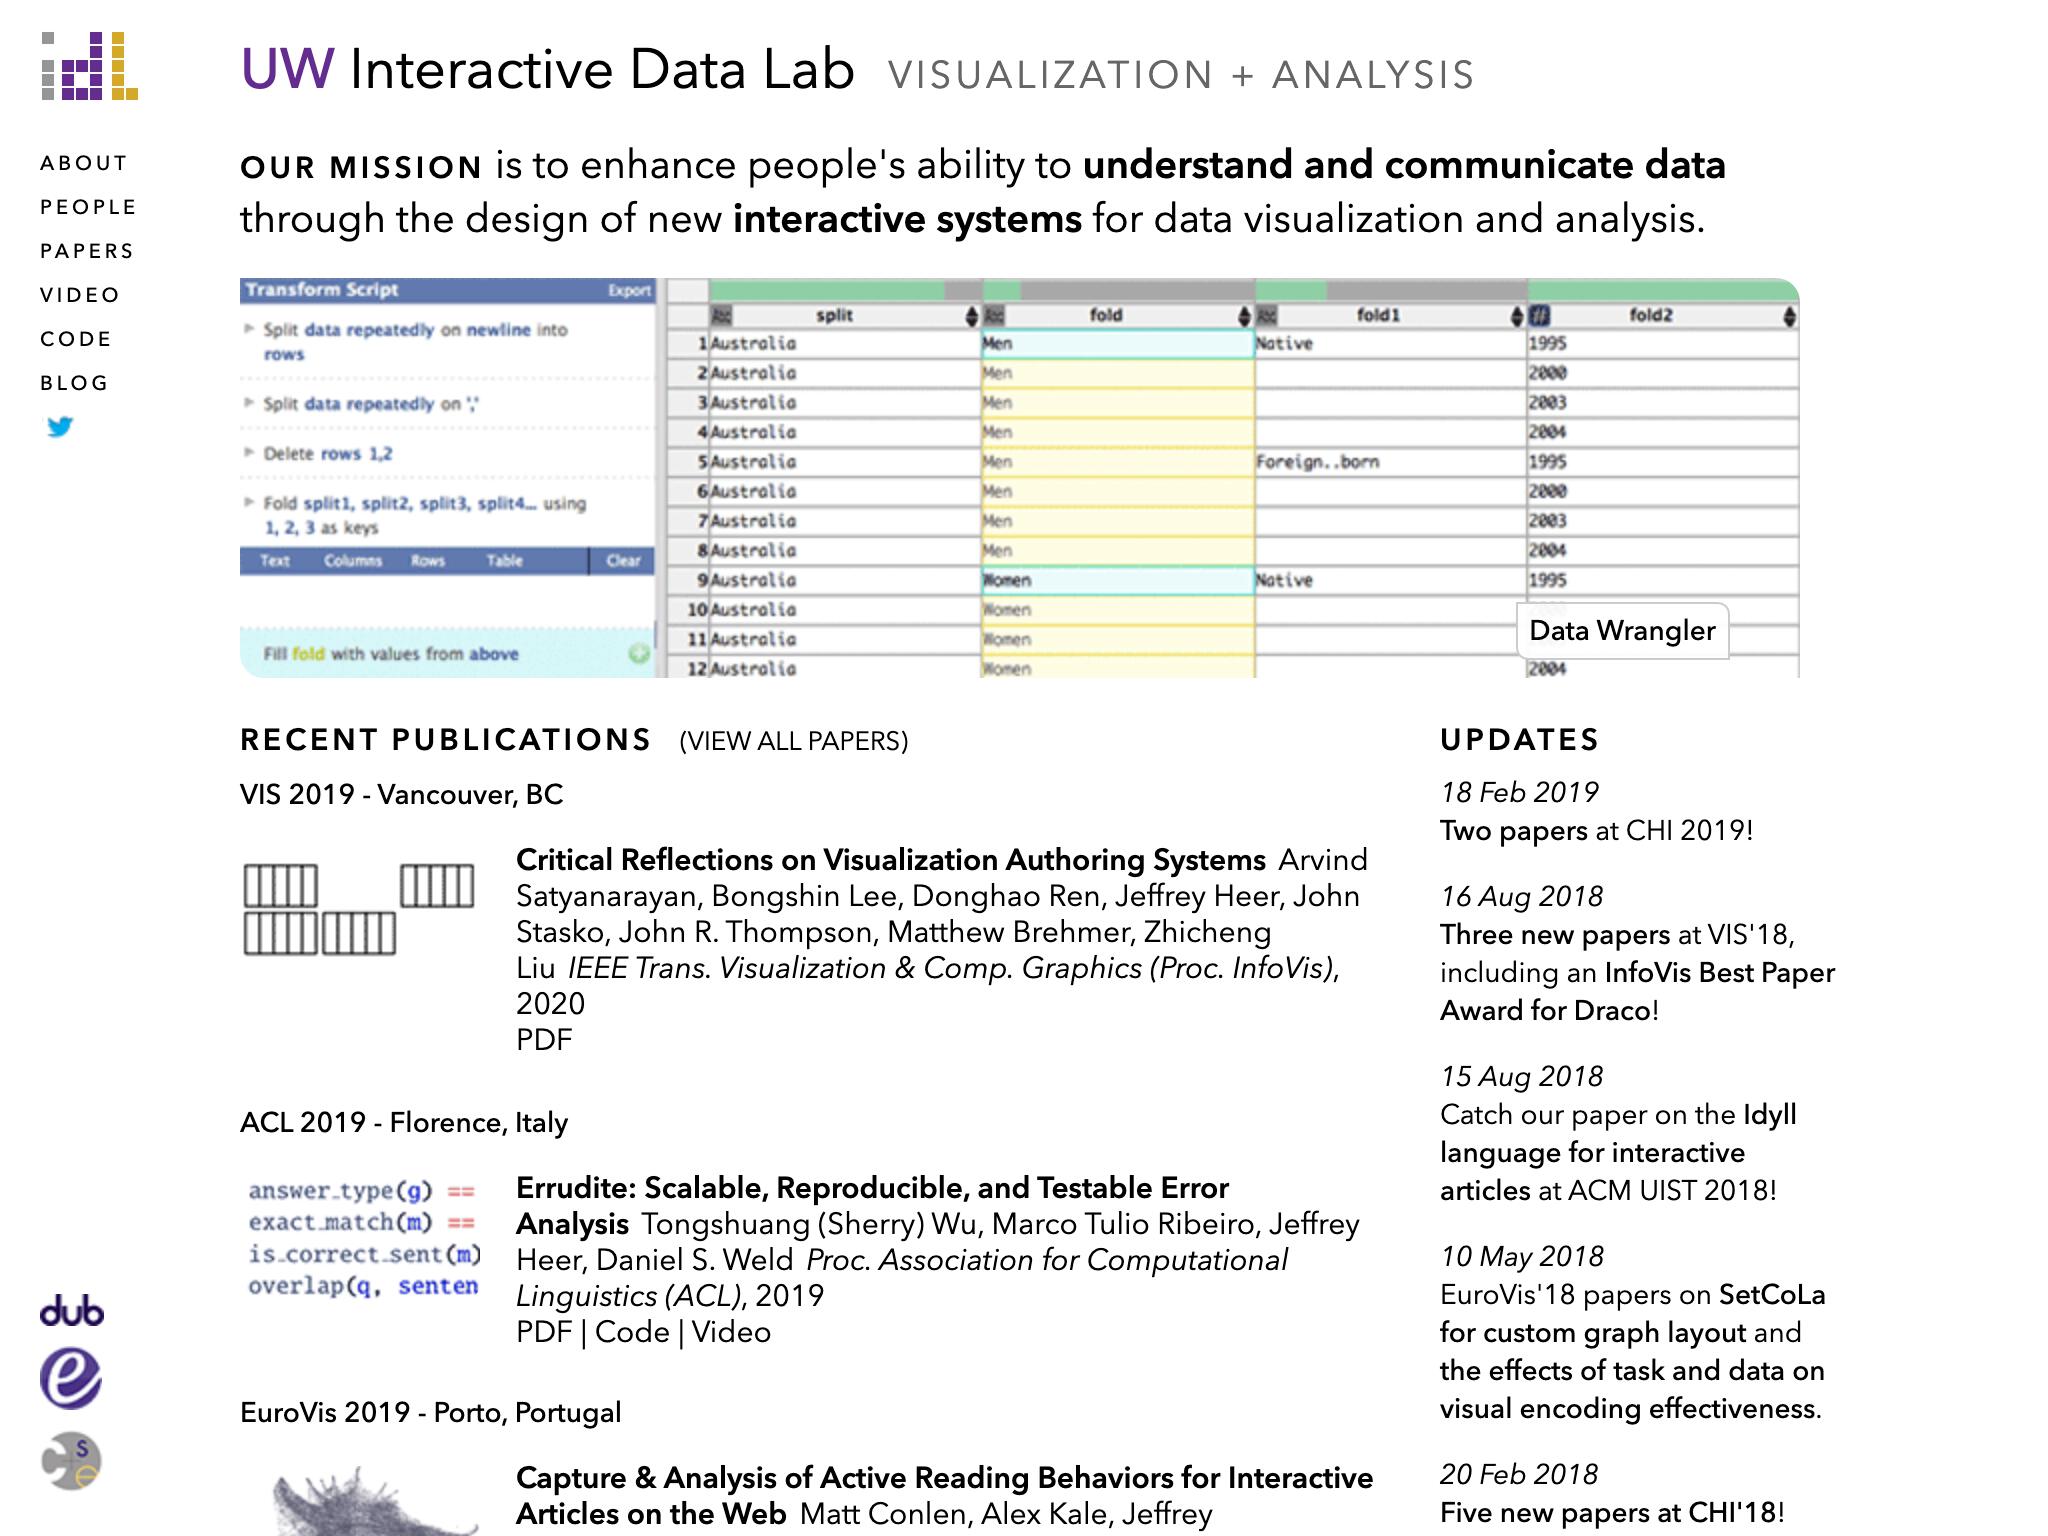 idL
UW Interactive Data Lab VISUALIZATION + ANALYSIS
ABOUT
PEOPLE
PAPERS
VIDEO
CODE
BLOG
OUR MISSION is to enhance people's ability to understand and communicate data
through the design of new interactive systems for data visualization and analysis.
Transform Script Export
Split data repeatedly on newline into
rows
Split data repeatedly on ','
Delete rows 1,2
Fold split1, split2, split3, split4... using
1, 2, 3 as keys
Text Columns Rows Table Clear
Fill fold with values from above
Abc split Abc fold Abc fold1 # fold2
1 Australia Men Native 1995
2 Australia Men 2000
3 Australia Men 2003
4 Australia Men 2004
5 Australia Men Foreign..born 1995
6 Australia Men 2000
7 Australia Men 2003
8 Australia Men 2004
9 Australia Women Native 1995
10 Australia Women
11 Australia Women
12 Australia Women 2004
Data Wrangler
RECENT PUBLICATIONS (VIEW ALL PAPERS)
VIS 2019 - Vancouver, BC
Critical Reflections on Visualization Authoring Systems Arvind
Satyanarayan, Bongshin Lee, Donghao Ren, Jeffrey Heer, John
Stasko, John R. Thompson, Matthew Brehmer, Zhicheng
Liu IEEE Trans. Visualization & Comp. Graphics (Proc. InfoVis),
2020
PDF
ACL 2019 - Florence, Italy
answer_type(g) ==
exact_match(m) ==
is_correct_sent(m)
overlap(q, senten
Errudite: Scalable, Reproducible, and Testable Error
Analysis Tongshuang (Sherry) Wu, Marco Tulio Ribeiro, Jeffrey
Heer, Daniel S. Weld Proc. Association for Computational
Linguistics (ACL), 2019
PDF | Code | Video
EuroVis 2019 - Porto, Portugal
Capture & Analysis of Active Reading Behaviors for Interactive
Articles on the Web Matt Conlen, Alex Kale, Jeffrey
UPDATES
18 Feb 2019
Two papers at CHI 2019!
16 Aug 2018
Three new papers at VIS'18,
including an InfoVis Best Paper
Award for Draco!
15 Aug 2018
Catch our paper on the Idyll
language for interactive
articles at ACM UIST 2018!
10 May 2018
EuroVis'18 papers on SetCoLa
for custom graph layout and
the effects of task and data on
visual encoding effectiveness.
20 Feb 2018
Five new papers at CHI'18!
dub
e
C S e